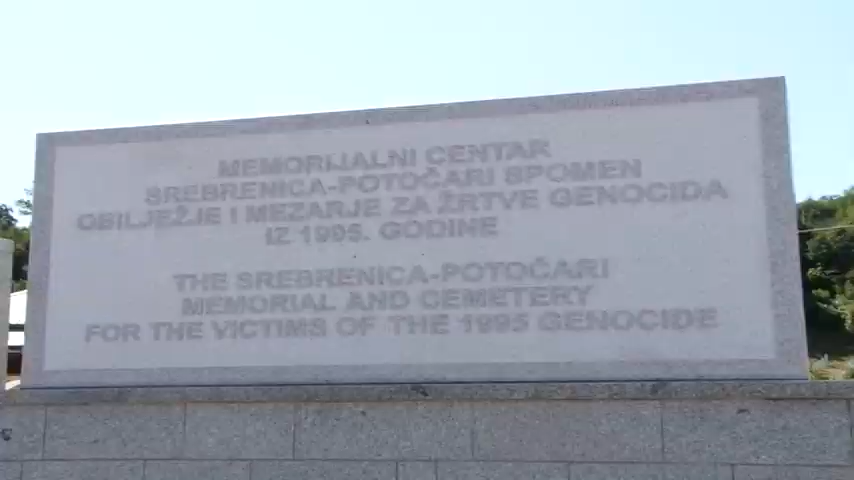 MEMORIJALNI CENTAR
SREBRENICA-POTOČARI SPOMEN
OBILJEŽJE I MEZARJE ZA ŽRTVE GENOCIDA
IZ 1995. GODINE
THE SREBRENICA-POTOČARI
MEMORIAL AND CEMETERY
FOR THE VICTIMS OF THE 1995 GENOCIDE